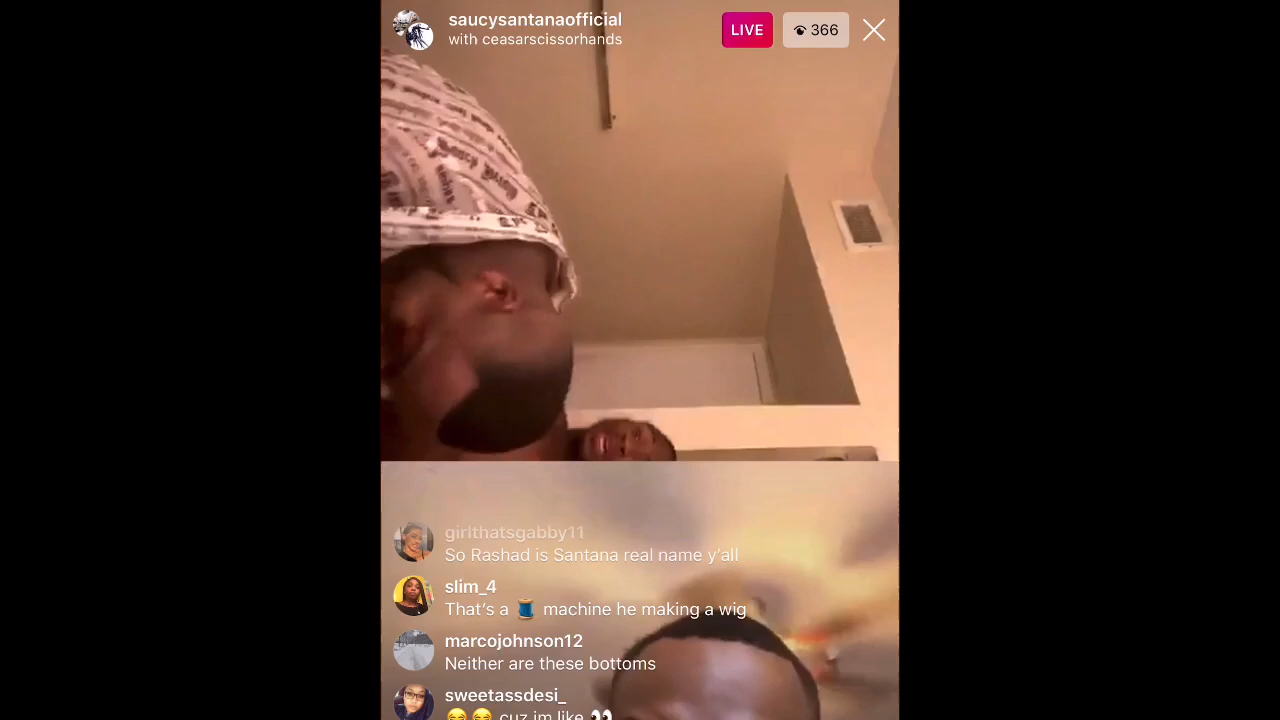 saucysantanaofficial
with ceasarscissorhands
LIVE
366
girlthatsgabby11
So Rashad is Santana real name y'all
slim_4
That's a 🧵 machine he making a wig
marcojohnson12
Neither are these bottoms
sweetassdesi_
😂😂 cuz im like 👀